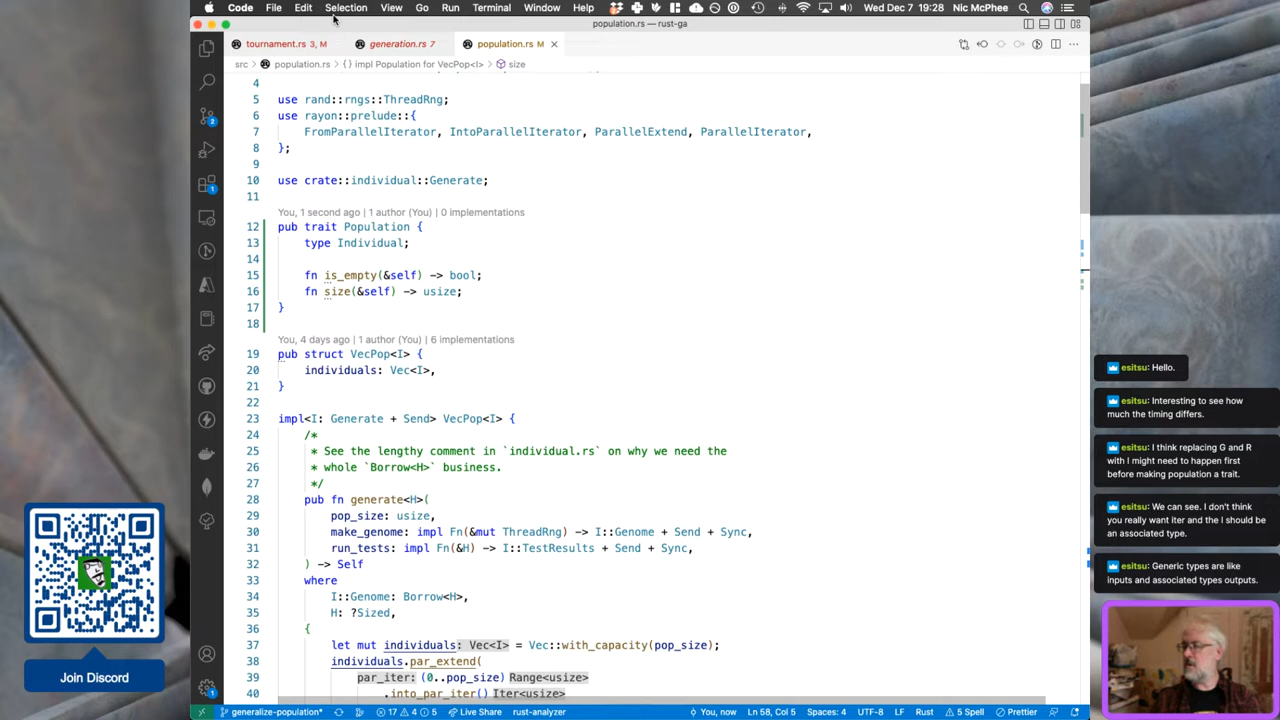 Code File Edit Selection View Go Run Terminal Window Help Wed Dec 7 19:28 Nic McPhee
population.rs — rust-ga
tournament.rs 3, M generation.rs 7 population.rs M
src > population.rs > {} impl Population for VecPop<I> > size
4
5 use rand::rngs::ThreadRng;
6 use rayon::prelude::{
7 FromParallelIterator, IntoParallelIterator, ParallelExtend, ParallelIterator,
8 };
9
10 use crate::individual::Generate;
11
You, 1 second ago | 1 author (You) | 0 implementations
12 pub trait Population {
13 type Individual;
14
15 fn is_empty(&self) -> bool;
16 fn size(&self) -> usize;
17 }
18
You, 4 days ago | 1 author (You) | 6 implementations
19 pub struct VecPop<I> {
20 individuals: Vec<I>,
21 }
22
23 impl<I: Generate + Send> VecPop<I> {
24 /*
25 * See the lengthy comment in `individual.rs` on why we need the
26 * whole `Borrow<H>` business.
27 */
28 pub fn generate<H>(
29 pop_size: usize,
30 make_genome: impl Fn(&mut ThreadRng) -> I::Genome + Send + Sync,
31 run_tests: impl Fn(&H) -> I::TestResults + Send + Sync,
32 ) -> Self
33 where
34 I::Genome: Borrow<H>,
35 H: ?Sized,
36 {
37 let mut individuals: Vec<I> = Vec::with_capacity(pop_size);
38 individuals.par_extend(
39 par_iter: (0..pop_size) Range<usize>
40 .into_par_iter() Iter<usize>
generalize-population* 17 4 5 Live Share rust-analyzer You, now Ln 58, Col 5 Spaces: 4 UTF-8 LF Rust 5 Spell Prettier
2
1
1
Join Discord
esitsu: Hello.
esitsu: Interesting to see how
much the timing differs.
esitsu: I think replacing G and R
with I might need to happen first
before making population a trait.
esitsu: We can see. I don't think
you really want iter and the I should be
an associated type.
esitsu: Generic types are like
inputs and associated types outputs.